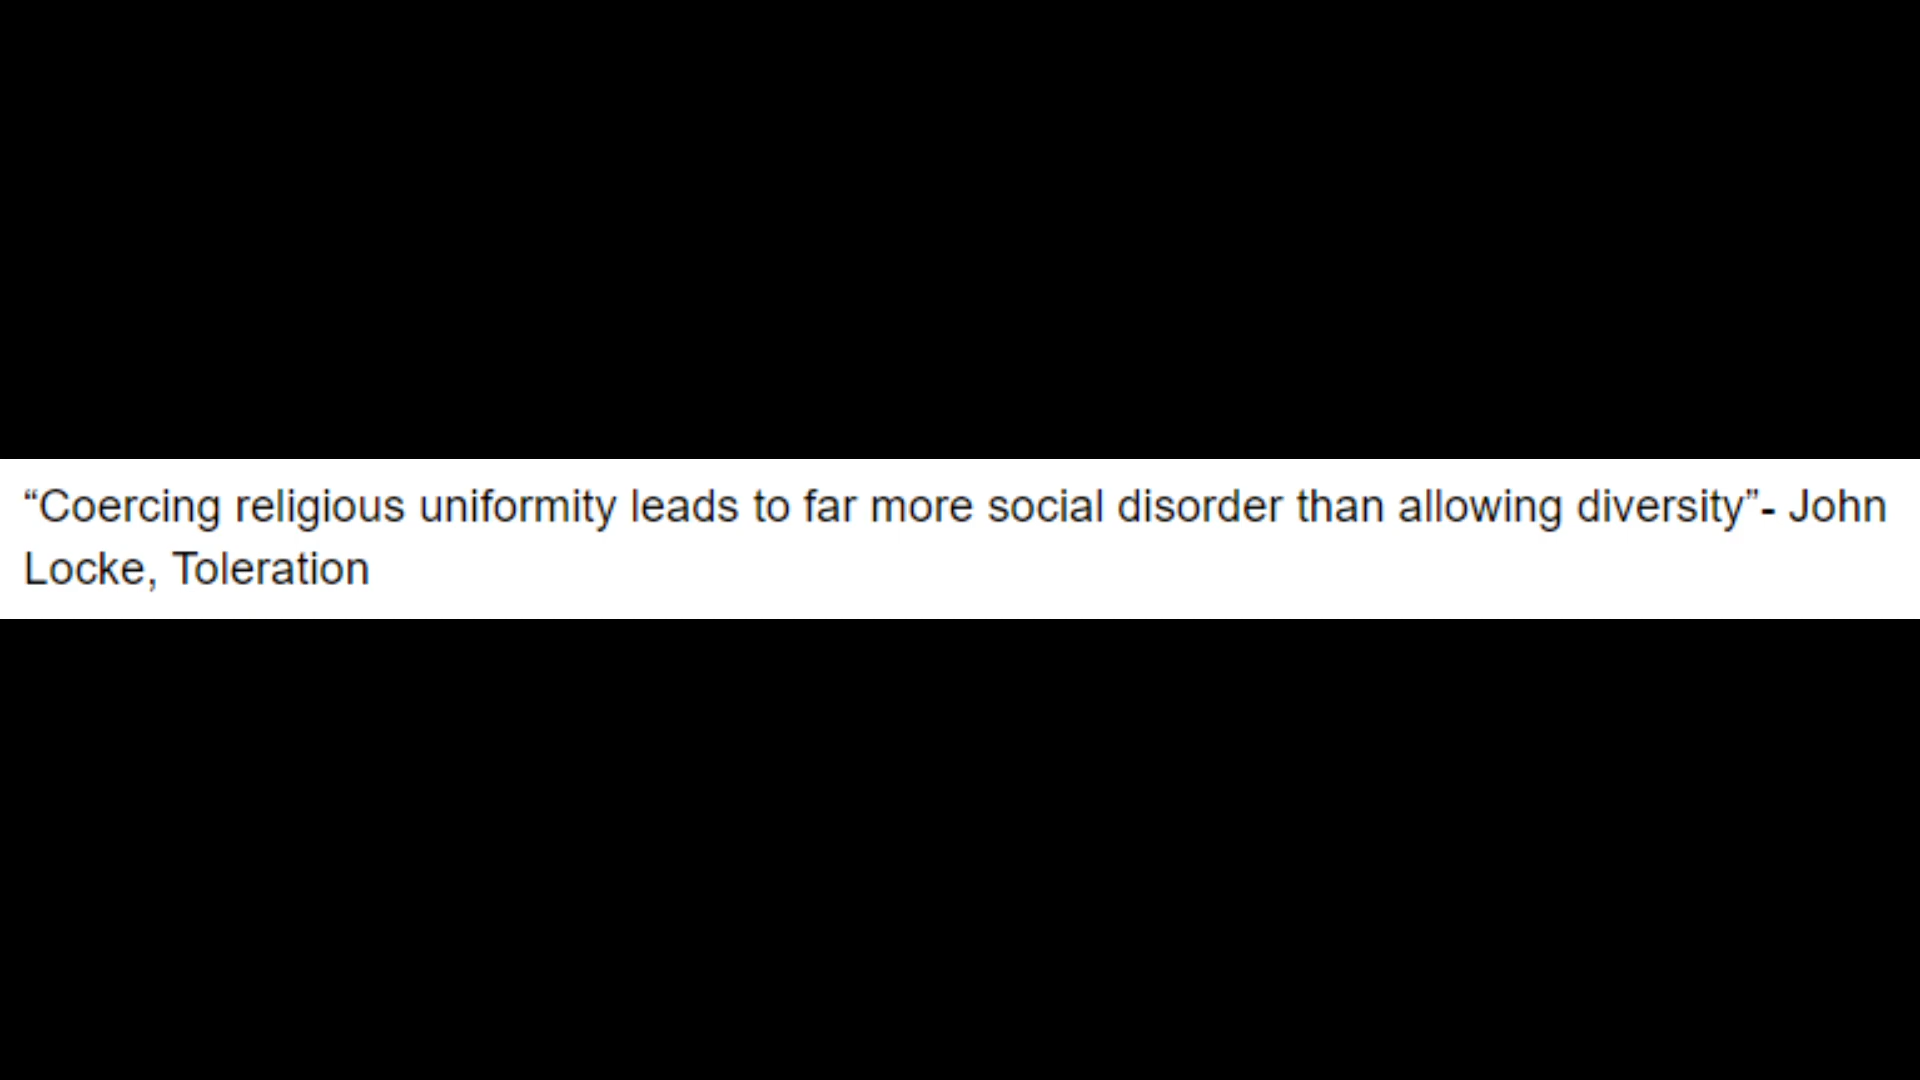 “Coercing religious uniformity leads to far more social disorder than allowing diversity”- John
Locke, Toleration